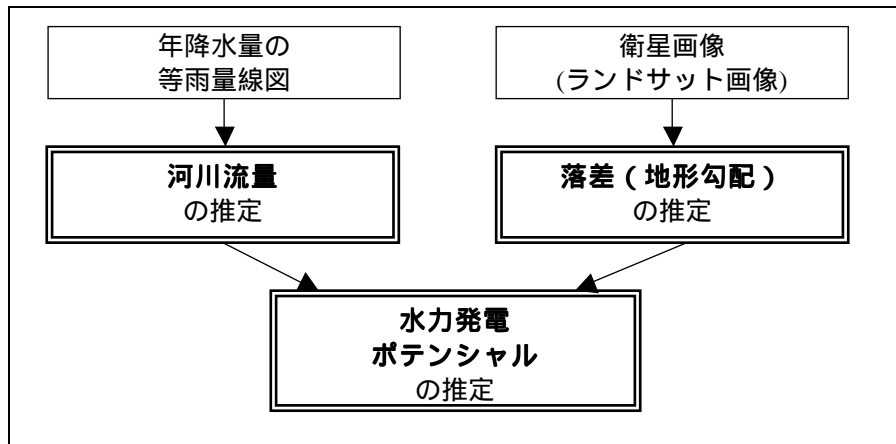 年降水量の
等雨量線図
衛星画像
(ランドサット画像)
河川流量
の推定
落差（地形勾配）
の推定
水力発電
ポテンシャル
の推定